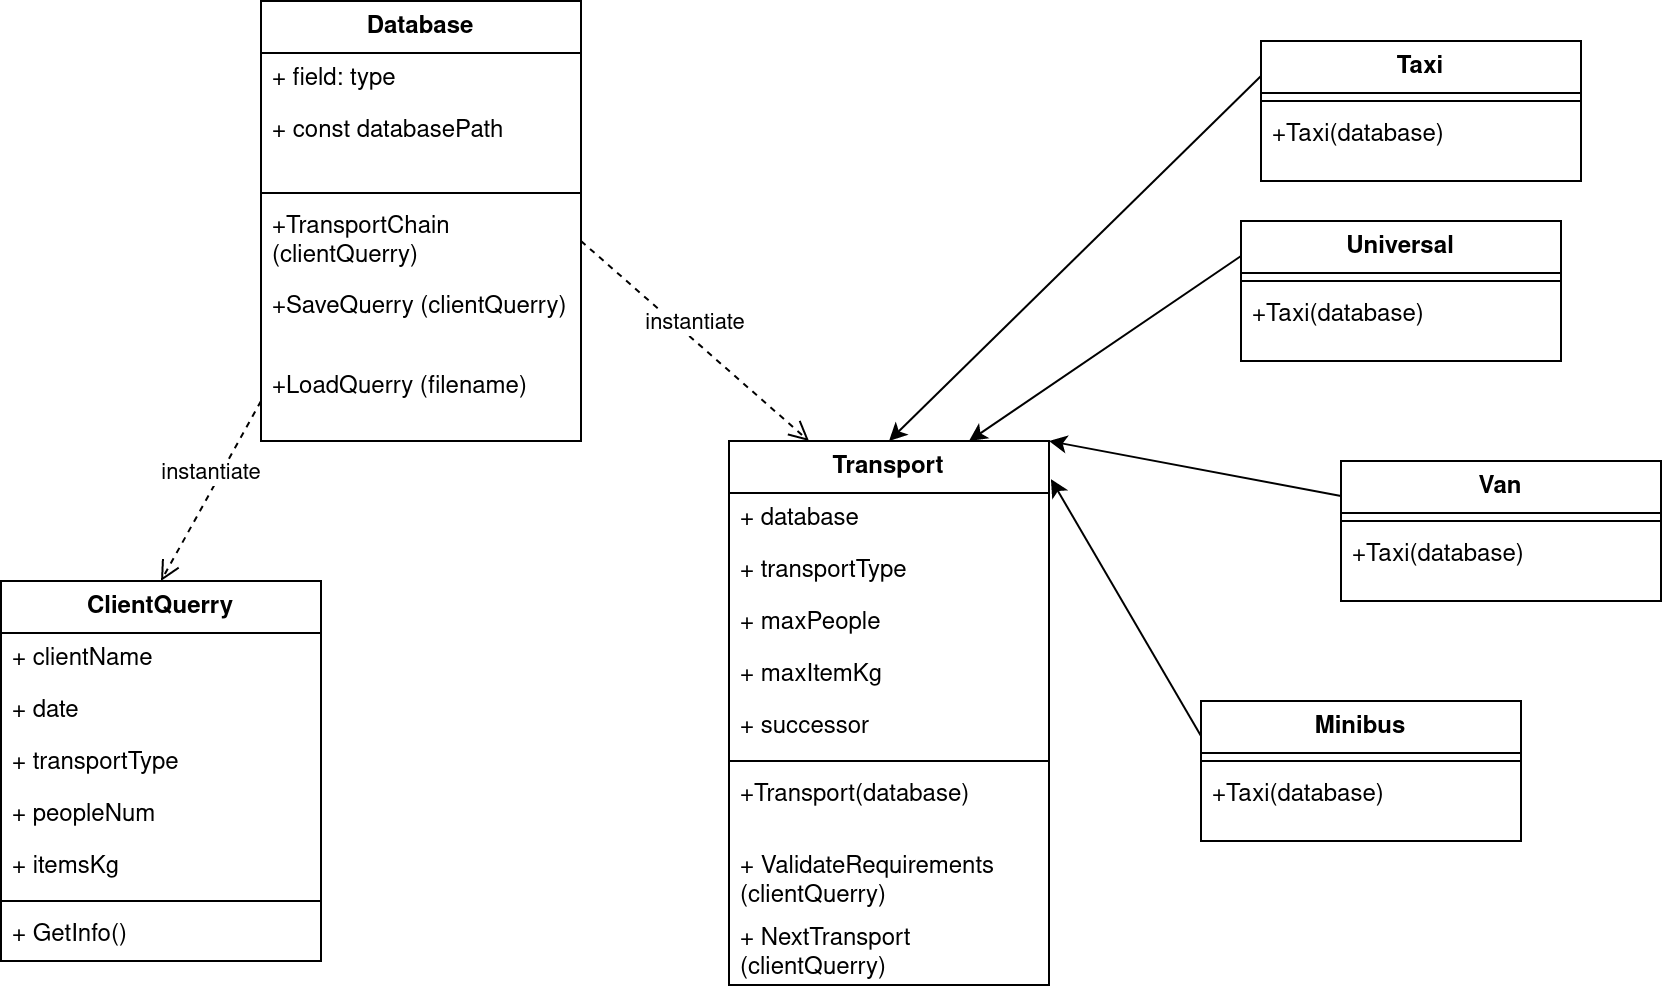 Database
+ field: type
+ const databasePath
+TransportChain
(clientQuerry)
+SaveQuerry (clientQuerry)
+LoadQuerry (filename)
instantiate
instantiate
ClientQuerry
+ clientName
+ date
+ transportType
+ peopleNum
+ itemsKg
+ GetInfo()
Transport
+ database
+ transportType
+ maxPeople
+ maxItemKg
+ successor
+Transport(database)
+ ValidateRequirements
(clientQuerry)
+ NextTransport
(clientQuerry)
Taxi
+Taxi(database)
Universal
+Taxi(database)
Van
+Taxi(database)
Minibus
+Taxi(database)